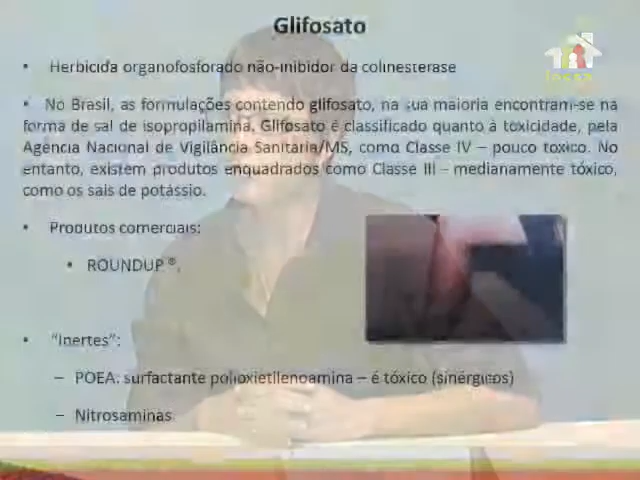 Glifosato
• Herbicida organofosforado não-inibidor da colinesterase
• No Brasil, as formulações contendo glifosato, na sua maioria encontram-se na
forma de sal de isopropilamina. Glifosato é classificado quanto à toxicidade, pela
Agência Nacional de Vigilância Sanitária/MS, como Classe IV – pouco toxico. No
entanto, existem produtos enquadrados como Classe III - medianamente tóxico,
como os sais de potássio.
• Produtos comerciais:
• ROUNDUP ®.
• "Inertes":
– POEA: surfactante polioxietilenoamina – é tóxico (sinérgitos)
– Nitrosaminas